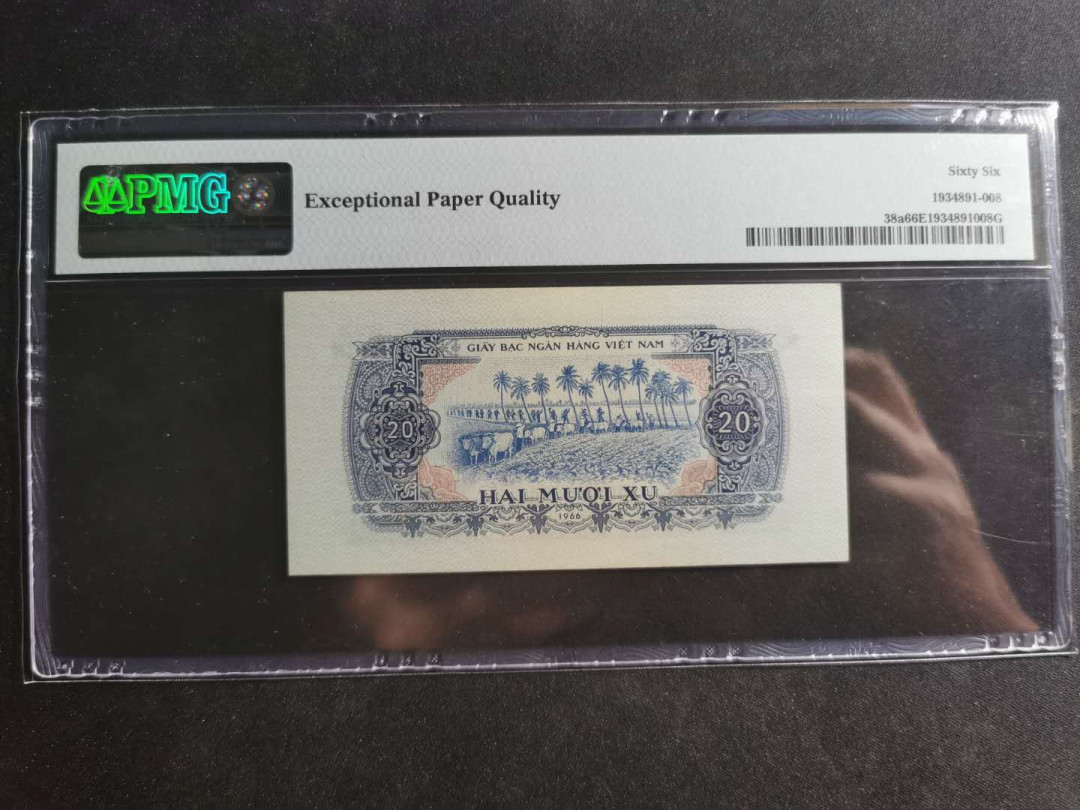 PMG
Exceptional Paper Quality
Sixty Six
1934891-008
38a66E1934891008G
GIẤY BẠC NGÂN HÀNG VIỆT NAM
20
20
HAI MƯƠI XU
1966